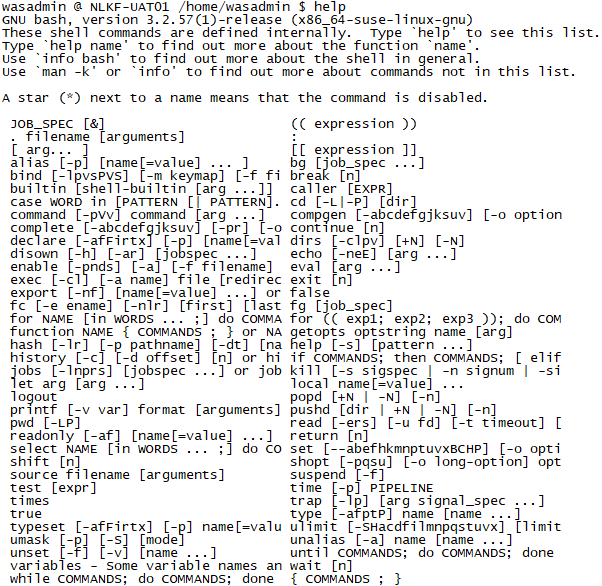 wasadmin @ NLKF-UAT01 /home/wasadmin $ help
GNU bash, version 3.2.57(1)-release (x86_64-suse-linux-gnu)
These shell commands are defined internally.  Type `help' to see this list.
Type `help name' to find out more about the function `name'.
Use `info bash' to find out more about the shell in general.
Use `man -k' or `info' to find out more about commands not in this list.

A star (*) next to a name means that the command is disabled.

 JOB_SPEC [&]                       (( expression ))
 . filename [arguments]             :
 [ arg... ]                         [[ expression ]]
 alias [-p] [name[=value] ... ]     bg [job_spec ...]
 bind [-lpvsPVS] [-m keymap] [-f fi break [n]
 builtin [shell-builtin [arg ...]]  caller [EXPR]
 case WORD in [PATTERN [| PATTERN]. cd [-L|-P] [dir]
 command [-pVv] command [arg ...]   compgen [-abcdefgjksuv] [-o option
 complete [-abcdefgjksuv] [-pr] [-o continue [n]
 declare [-afFirtx] [-p] [name[=val dirs [-clpv] [+N] [-N]
 disown [-h] [-ar] [jobspec ...]    echo [-neE] [arg ...]
 enable [-pnds] [-a] [-f filename]  eval [arg ...]
 exec [-cl] [-a name] file [redirec exit [n]
 export [-nf] [name[=value] ...] or false
 fc [-e ename] [-nlr] [first] [last fg [job_spec]
 for NAME [in WORDS ... ;] do COMMA for (( exp1; exp2; exp3 )); do COM
 function NAME { COMMANDS ; } or NA getopts optstring name [arg]
 hash [-lr] [-p pathname] [-dt] [na help [-s] [pattern ...]
 history [-c] [-d offset] [n] or hi if COMMANDS; then COMMANDS; [ elif
 jobs [-lnprs] [jobspec ...] or job kill [-s sigspec | -n signum | -si
 let arg [arg ...]                  local name[=value] ...
 logout                             popd [+N | -N] [-n]
 printf [-v var] format [arguments] pushd [dir | +N | -N] [-n]
 pwd [-LP]                          read [-ers] [-u fd] [-t timeout] [
 readonly [-af] [name[=value] ...]  return [n]
 select NAME [in WORDS ... ;] do CO set [--abefhkmnptuvxBCHP] [-o opti
 shift [n]                          shopt [-pqsu] [-o long-option] opt
 source filename [arguments]        suspend [-f]
 test [expr]                        time [-p] PIPELINE
 times                              trap [-lp] [arg signal_spec ...]
 true                               type [-afptP] name [name ...]
 typeset [-afFirtx] [-p] name[=valu ulimit [-SHacdfilmnpqstuvx] [limit
 umask [-p] [-S] [mode]             unalias [-a] name [name ...]
 unset [-f] [-v] [name ...]         until COMMANDS; do COMMANDS; done
 variables - Some variable names an wait [n]
 while COMMANDS; do COMMANDS; done  { COMMANDS ; }